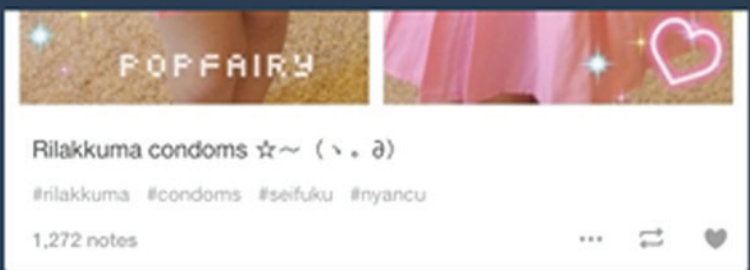 POPFAIRY
Rilakkuma condoms ☆〜 (ヽ。∂)
#rilakkuma #condoms #seifuku #nyancu
1,272 notes